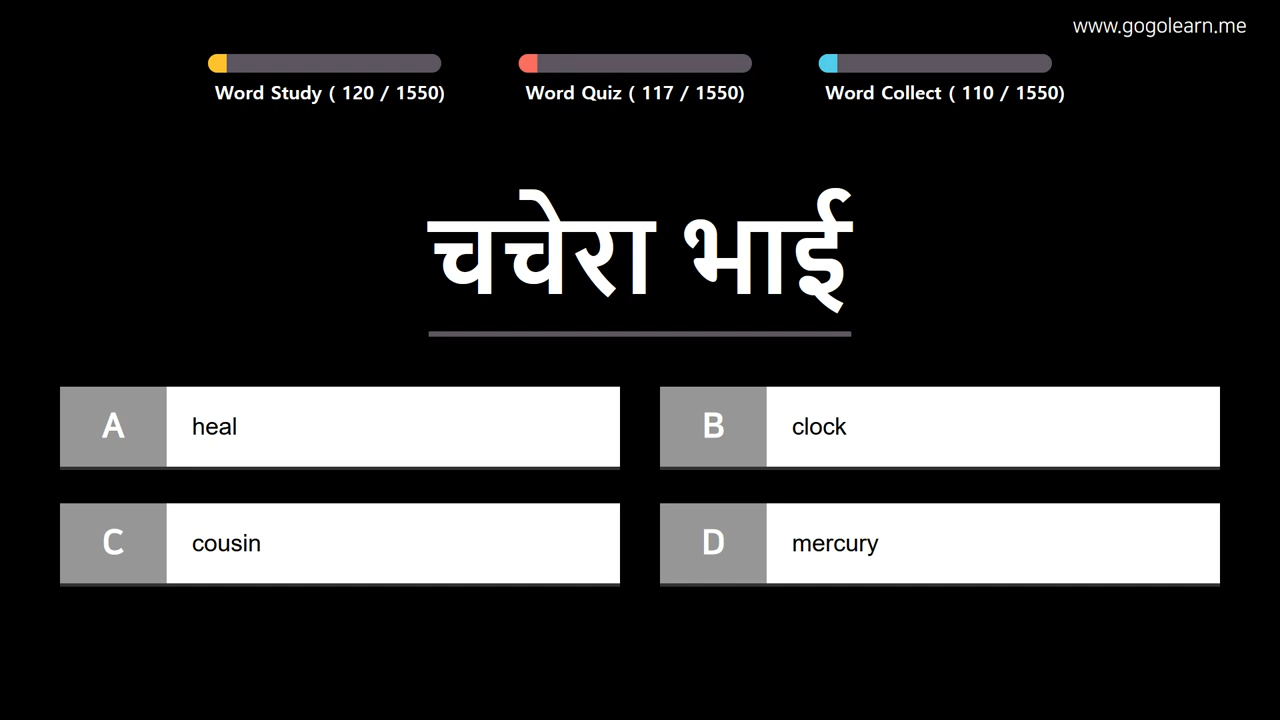 www.gogolearn.me
Word Study ( 120 / 1550)
Word Quiz ( 117 / 1550)
Word Collect ( 110 / 1550)
चचेरा भाई
A heal
B clock
C cousin
D mercury